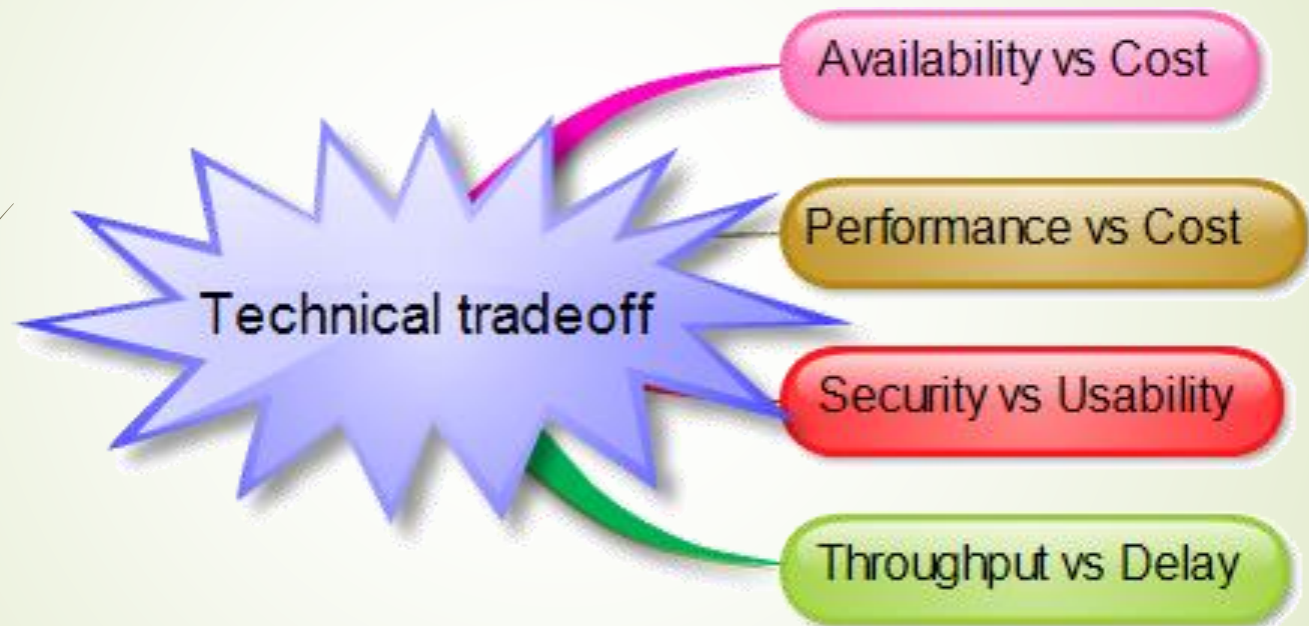 Availability vs Cost
Performance vs Cost
Technical tradeoff
Security vs Usability
Throughput vs Delay